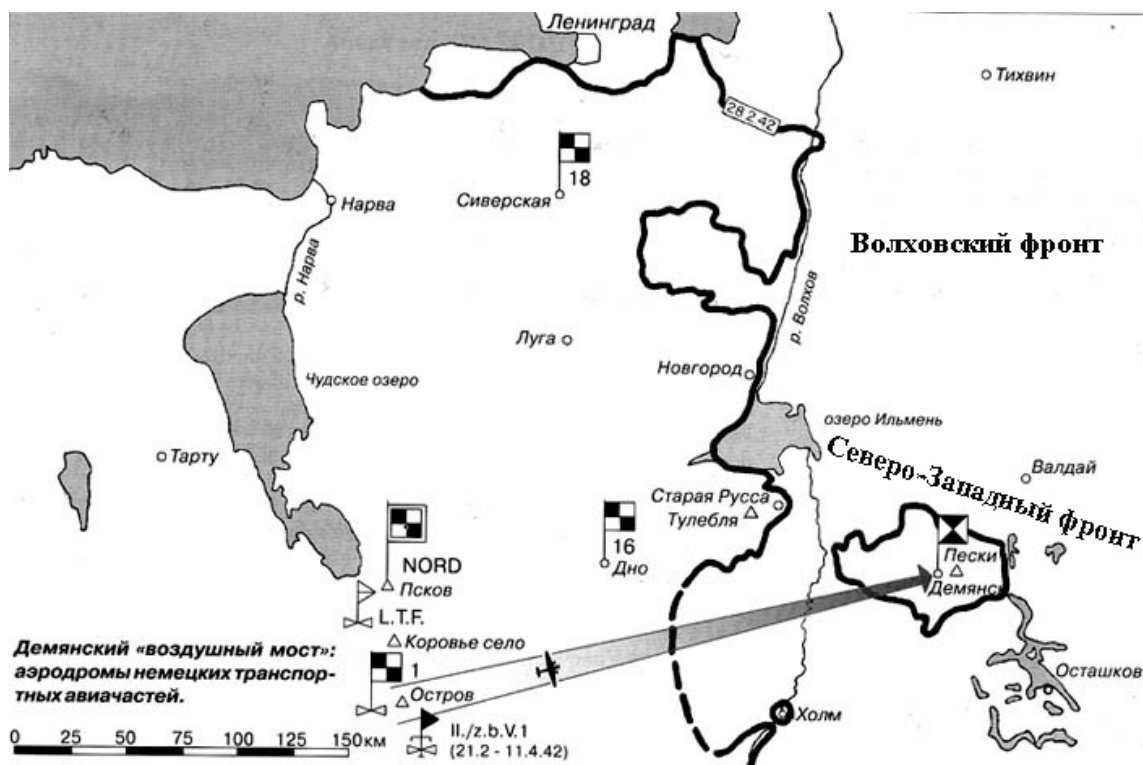 Ленинград
Тихвин
28 2 42
18
Сиверская
Нарва
р. Нарва
Волховский фронт
р. Волхов
Луга
Новгород
Чудское озеро
озеро Ильмень
Тарту
Северо-Западный фронт
Валдай
Старая Русса
Тулебля
16
Дно
NORD
Псков
Пески
Демянск
L.T.F.
Коровье село
1
Остров
Осташков
Холм
Демянский «воздушный мост»:
аэродромы немецких транспор-
тных авиачастей.
0 25 50 75 100 125 150 км
II./z.b.V.1
(21.2 - 11.4.42)